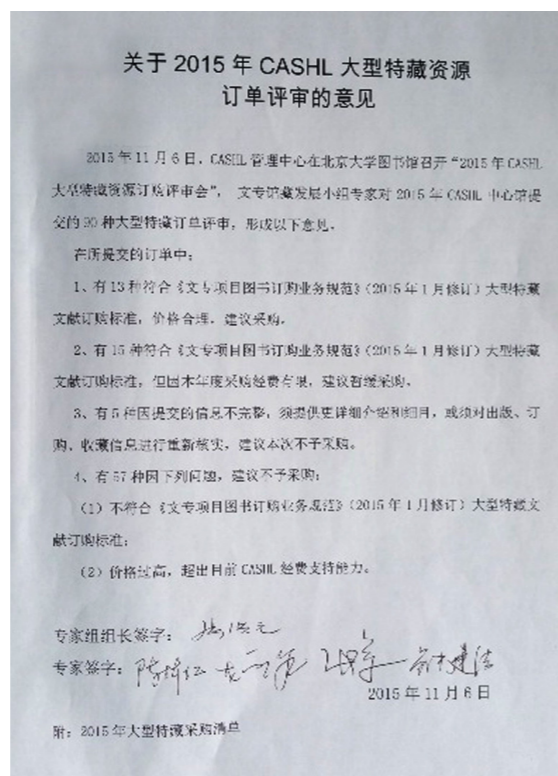 关于 2015 年 CASHL 大型特藏资源
订单评审的意见
2015 年 11 月 6 日，CASHL 管理中心在北京大学图书馆召开“2015 年 CASHL
大型特藏资源订购评审会”， 文专馆藏发展小组专家对 2015 年 CASHL 中心馆提
交的 90 种大型特藏订单评审，形成以下意见。
在所提交的订单中：
1、有 13 种符合《文专项目图书订购业务规范》（2015 年 1 月修订）大型特藏
文献订购标准，价格合理，建议采购。
2、有 15 种符合《文专项目图书订购业务规范》（2015 年 1 月修订）大型特藏
文献订购标准，但因本年度采购经费有限，建议暂缓采购。
3、有 5 种因提交的信息不完整，须提供更详细介绍和细目，或须对出版、订
购、收藏信息进行重新核实，建议本次不予采购。
4、有 57 种因下列问题，建议不予采购：
（1）不符合《文专项目图书订购业务规范》（2015 年 1 月修订）大型特藏文
献订购标准；
（2）价格过高，超出目前 CASHL 经费支持能力。
专家组组长签字：
专家签字：
2015 年 11 月 6 日
附：2015 年大型特藏采购清单